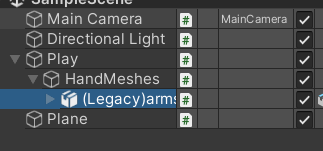 SampleScene
Main Camera # MainCamera
Directional Light #
Play #
HandMeshes #
(Legacy)arms #
Plane #